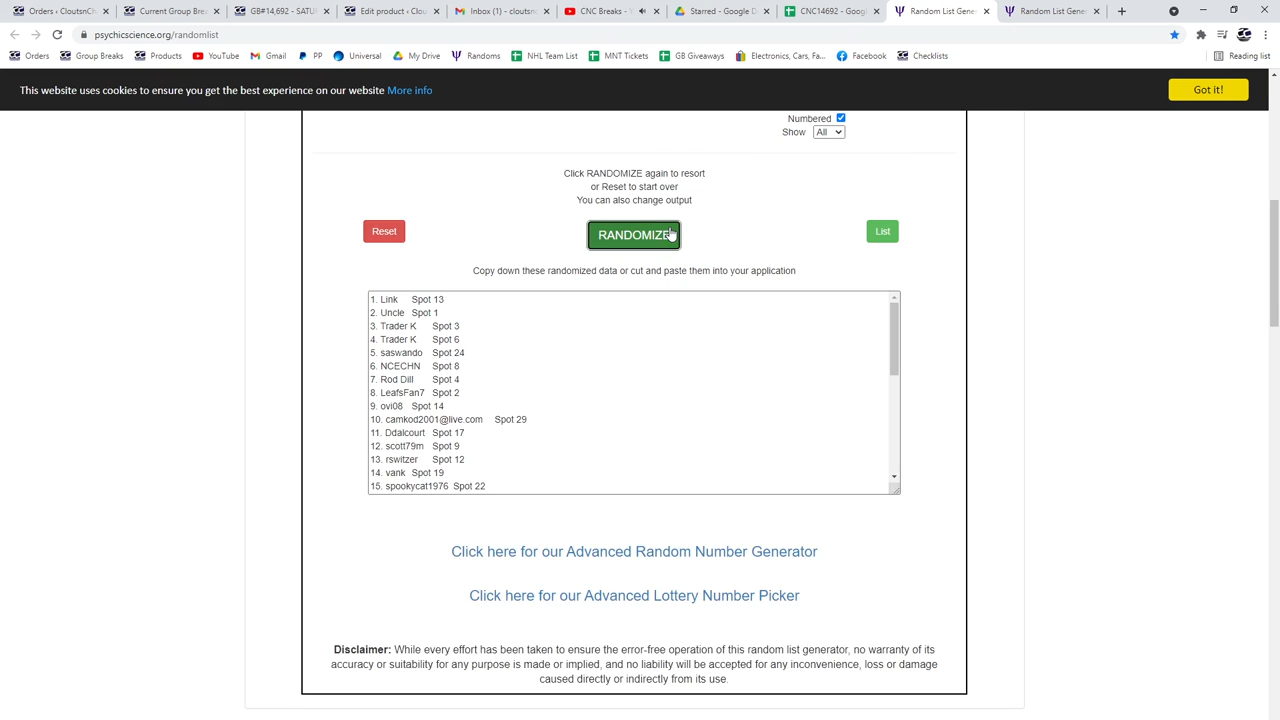 Orders ‹ CloutsnCh
Current Group Brea
GB#14,692 - SATUR
Edit product ‹ Clou
Inbox (1) - cloutsnc
CNC Breaks -
Starred - Google D
CNC14692 - Googl
Random List Gene
Random List Gene
psychicscience.org/randomlist
Orders
Group Breaks
Products
YouTube
Gmail
PP
Universal
My Drive
Randoms
NHL Team List
MNT Tickets
GB Giveaways
Electronics, Cars, Fa...
Facebook
Checklists
Reading list
This website uses cookies to ensure you get the best experience on our website More info
Got it!
Numbered
Show All
Click RANDOMIZE again to resort
or Reset to start over
You can also change output
Reset
RANDOMIZE
List
Copy down these randomized data or cut and paste them into your application
1. Link Spot 13
2. Uncle Spot 1
3. Trader K Spot 3
4. Trader K Spot 6
5. saswando Spot 24
6. NCECHN Spot 8
7. Rod Dill Spot 4
8. LeafsFan7 Spot 2
9. ovi08 Spot 14
10. camkod2001@live.com Spot 29
11. Ddalcourt Spot 17
12. scott79m Spot 9
13. rswitzer Spot 12
14. vank Spot 19
15. spookycat1976 Spot 22
Click here for our Advanced Random Number Generator
Click here for our Advanced Lottery Number Picker
Disclaimer: While every effort has been taken to ensure the error-free operation of this random list generator, no warranty of its
accuracy or suitability for any purpose is made or implied, and no liability will be accepted for any inconvenience, loss or damage
caused directly or indirectly from its use.